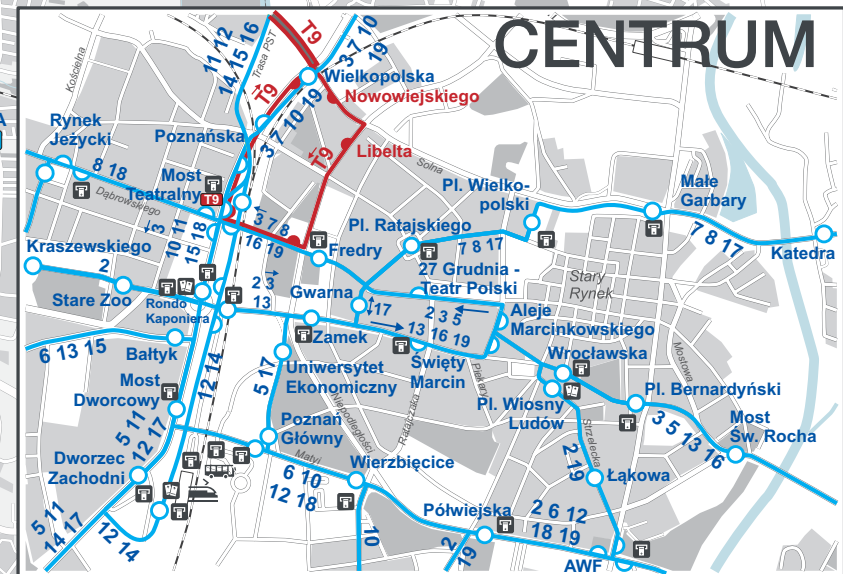 CENTRUM
T9
Trasa PST
Kościelna
11 12
14 15 16
3 7 10
19
Wielkopolska
T9
Nowowiejskiego
A
Rynek
Jeżycki
Poznańska
3 7 10 19
Libelta
T9
Solna
8 18
Dąbrowskiego
Most
Teatralny
T9
Pl. Wielko-
polski
Małe
Garbary
3
10 11
15 18
3 7 8
16 19
Fredry
Pl. Ratajskiego
7 8 17
7 8 17
Katedra
Kraszewskiego
2
Stare Zoo
Rondo
Kaponiera
2 3
13
Gwarna
17
27 Grudnia -
Teatr Polski
Stary
Rynek
2 3 5
13 16 19
Aleje
Marcinkowskiego
Zamek
6 13 15
Bałtyk
12 14
Uniwersytet
Ekonomiczny
5 17
Święty
Marcin
Piekary
Wrocławska
Mostowa
Most
Dworcowy
5 11
12 17
Niepodległości
Ratajczaka
Pl. Wiosny
Ludów
Strzelecka
Pl. Bernardyński
3 5 13 16
Most
Św. Rocha
Poznań
Główny
Matyi
2 19
Dworzec
Zachodni
6 10
12 18
Wierzbięcice
Łąkowa
Półwiejska
2 6 12
18 19
5 11
14 17
12 14
10
2
19
AWF